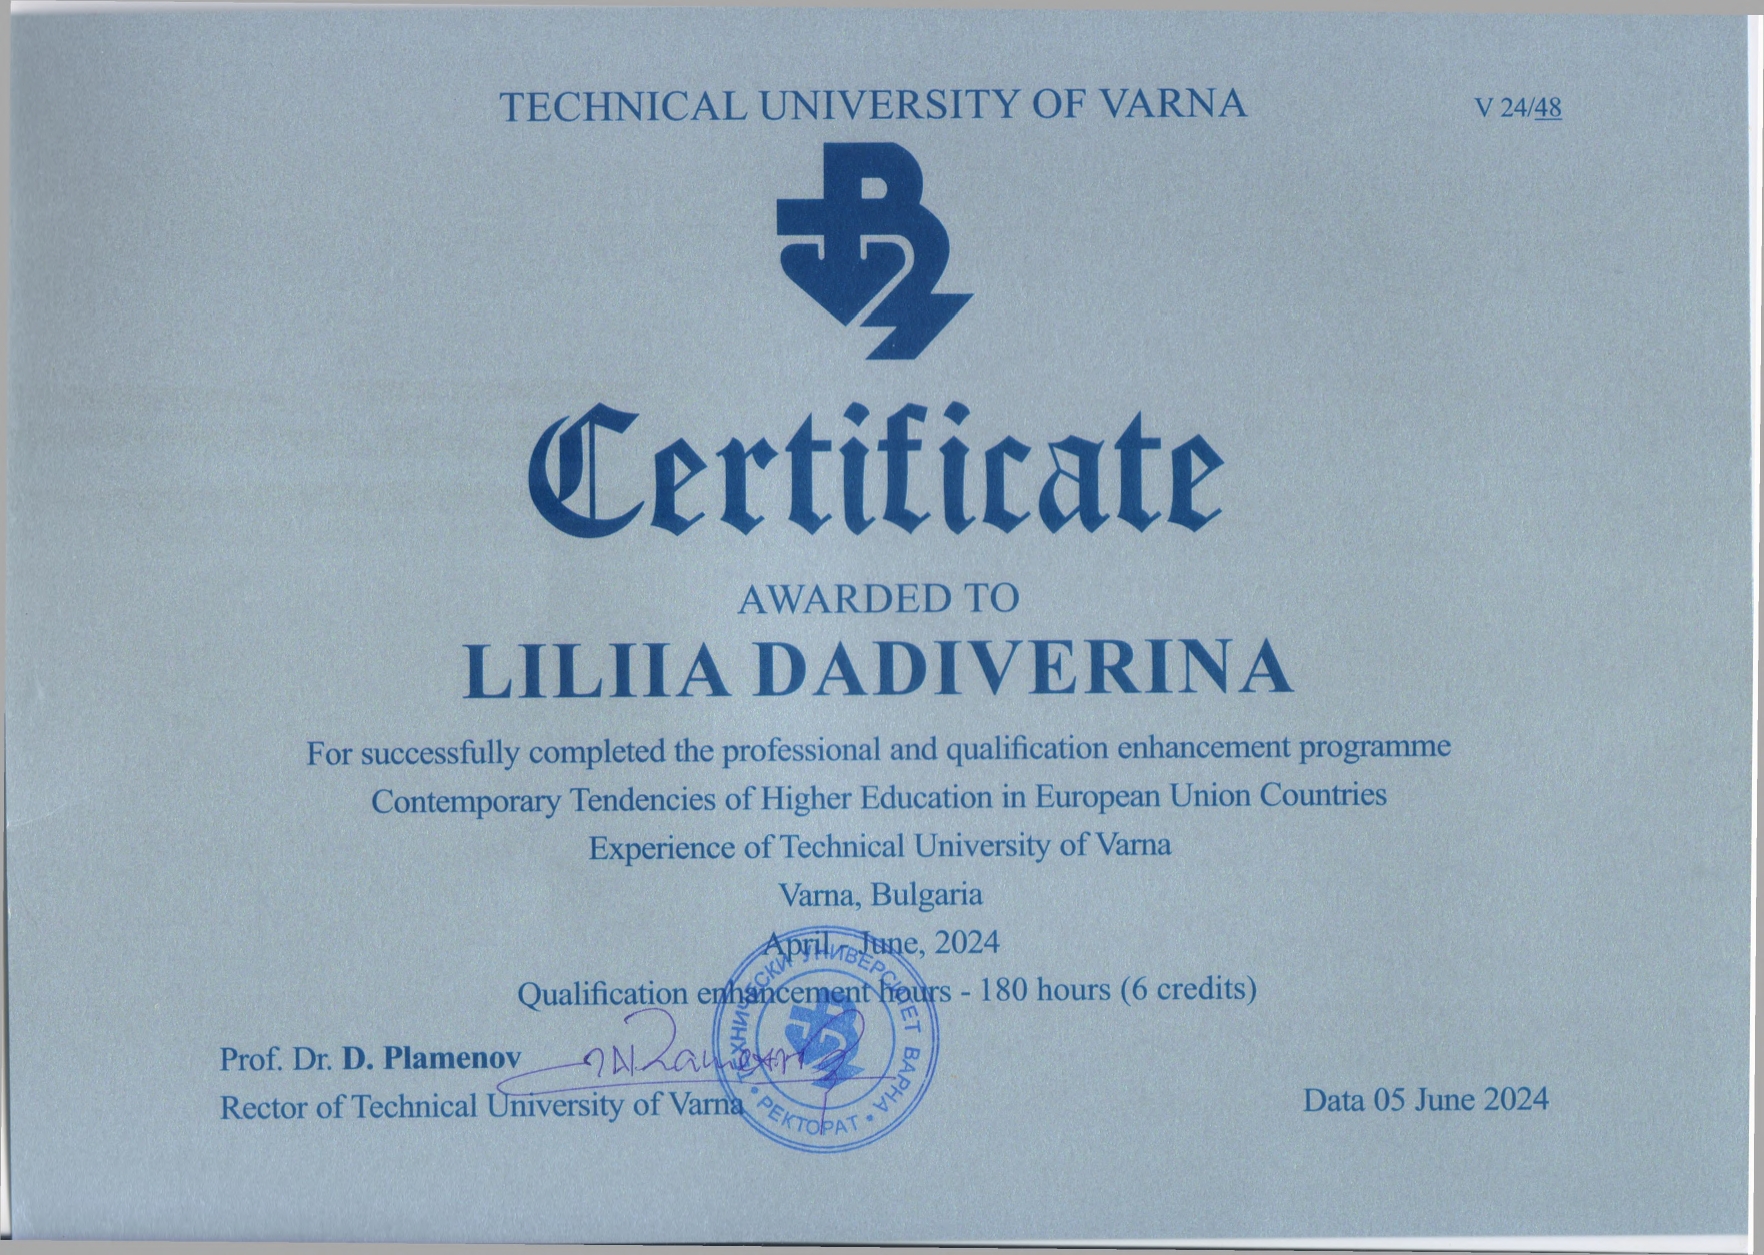 TECHNICAL UNIVERSITY OF VARNA
V 24/48
Certificate
AWARDED TO
LILIIA DADIVERINA
For successfully completed the professional and qualification enhancement programme
Contemporary Tendencies of Higher Education in European Union Countries
Experience of Technical University of Varna
Varna, Bulgaria
April - June, 2024
Qualification enhancement hours - 180 hours (6 credits)
Prof. Dr. D. Plamenov
Rector of Technical University of Varna
Data 05 June 2024
ТЕХНИЧЕСКИ УНИВЕРСИТЕТ ВАРНА
• РЕКТОРАТ •